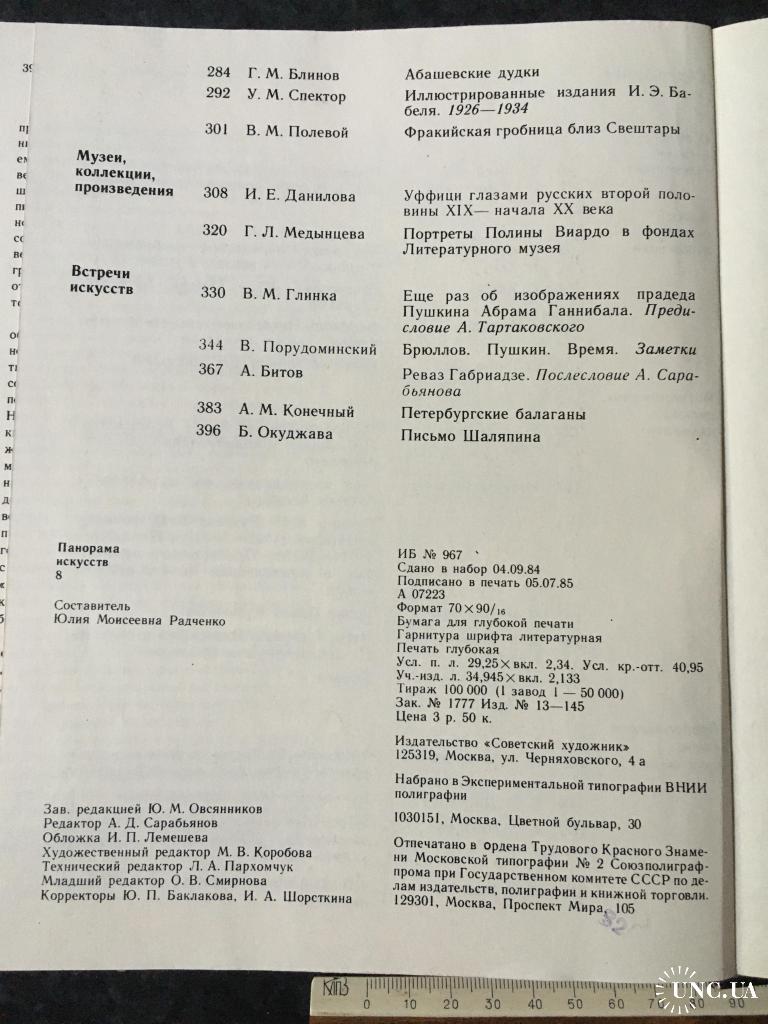 284 Г. М. Блинов Абашевские дудки
292 У. М. Спектор Иллюстрированные издания И. Э. Ба-
беля. 1926—1934
301 В. М. Полевой Фракийская гробница близ Свештары
Музеи,
коллекции,
произведения
308 И. Е. Данилова Уффици глазами русских второй поло-
вины XIX— начала XX века
320 Г. Л. Медынцева Портреты Полины Виардо в фондах
Литературного музея
Встречи
искусств
330 В. М. Глинка Еще раз об изображениях прадеда
Пушкина Абрама Ганнибала. Преди-
словие А. Тартаковского
344 В. Порудоминский Брюллов. Пушкин. Время. Заметки
367 А. Битов Реваз Габриадзе. Послесловие А. Сара-
бьянова
383 А. М. Конечный Петербургские балаганы
396 Б. Окуджава Письмо Шаляпина
Панорама
искусств
8
Составитель
Юлия Моисеевна Радченко
Зав. редакцией Ю. М. Овсянников
Редактор А. Д. Сарабьянов
Обложка И. П. Лемешева
Художественный редактор М. В. Коробова
Технический редактор Л. А. Пархомчук
Младший редактор О. В. Смирнова
Корректоры Ю. П. Баклакова, И. А. Шорсткина
ИБ № 967
Сдано в набор 04.09.84
Подписано в печать 05.07.85
А 07223
Формат 70×90/16
Бумага для глубокой печати
Гарнитура шрифта литературная
Печать глубокая
Усл. п. л. 29,25× вкл. 2,34. Усл. кр.-отт. 40,95
Уч.-изд. л. 34,945× вкл. 2,133
Тираж 100 000 (1 завод 1 — 50 000)
Зак. № 1777 Изд. № 13—145
Цена 3 р. 50 к.
Издательство «Советский художник»
125319, Москва, ул. Черняховского, 4 а
Набрано в Экспериментальной типографии ВНИИ
полиграфии
1030151, Москва, Цветной бульвар, 30
Отпечатано в ордена Трудового Красного Знаме-
ни Московской типографии № 2 Союзполиграф-
прома при Государственном комитете СССР по де-
лам издательств, полиграфии и книжной торговли.
129301, Москва, Проспект Мира, 105
0 10 20 30 40 50 60 70 80 90
UNC.UA